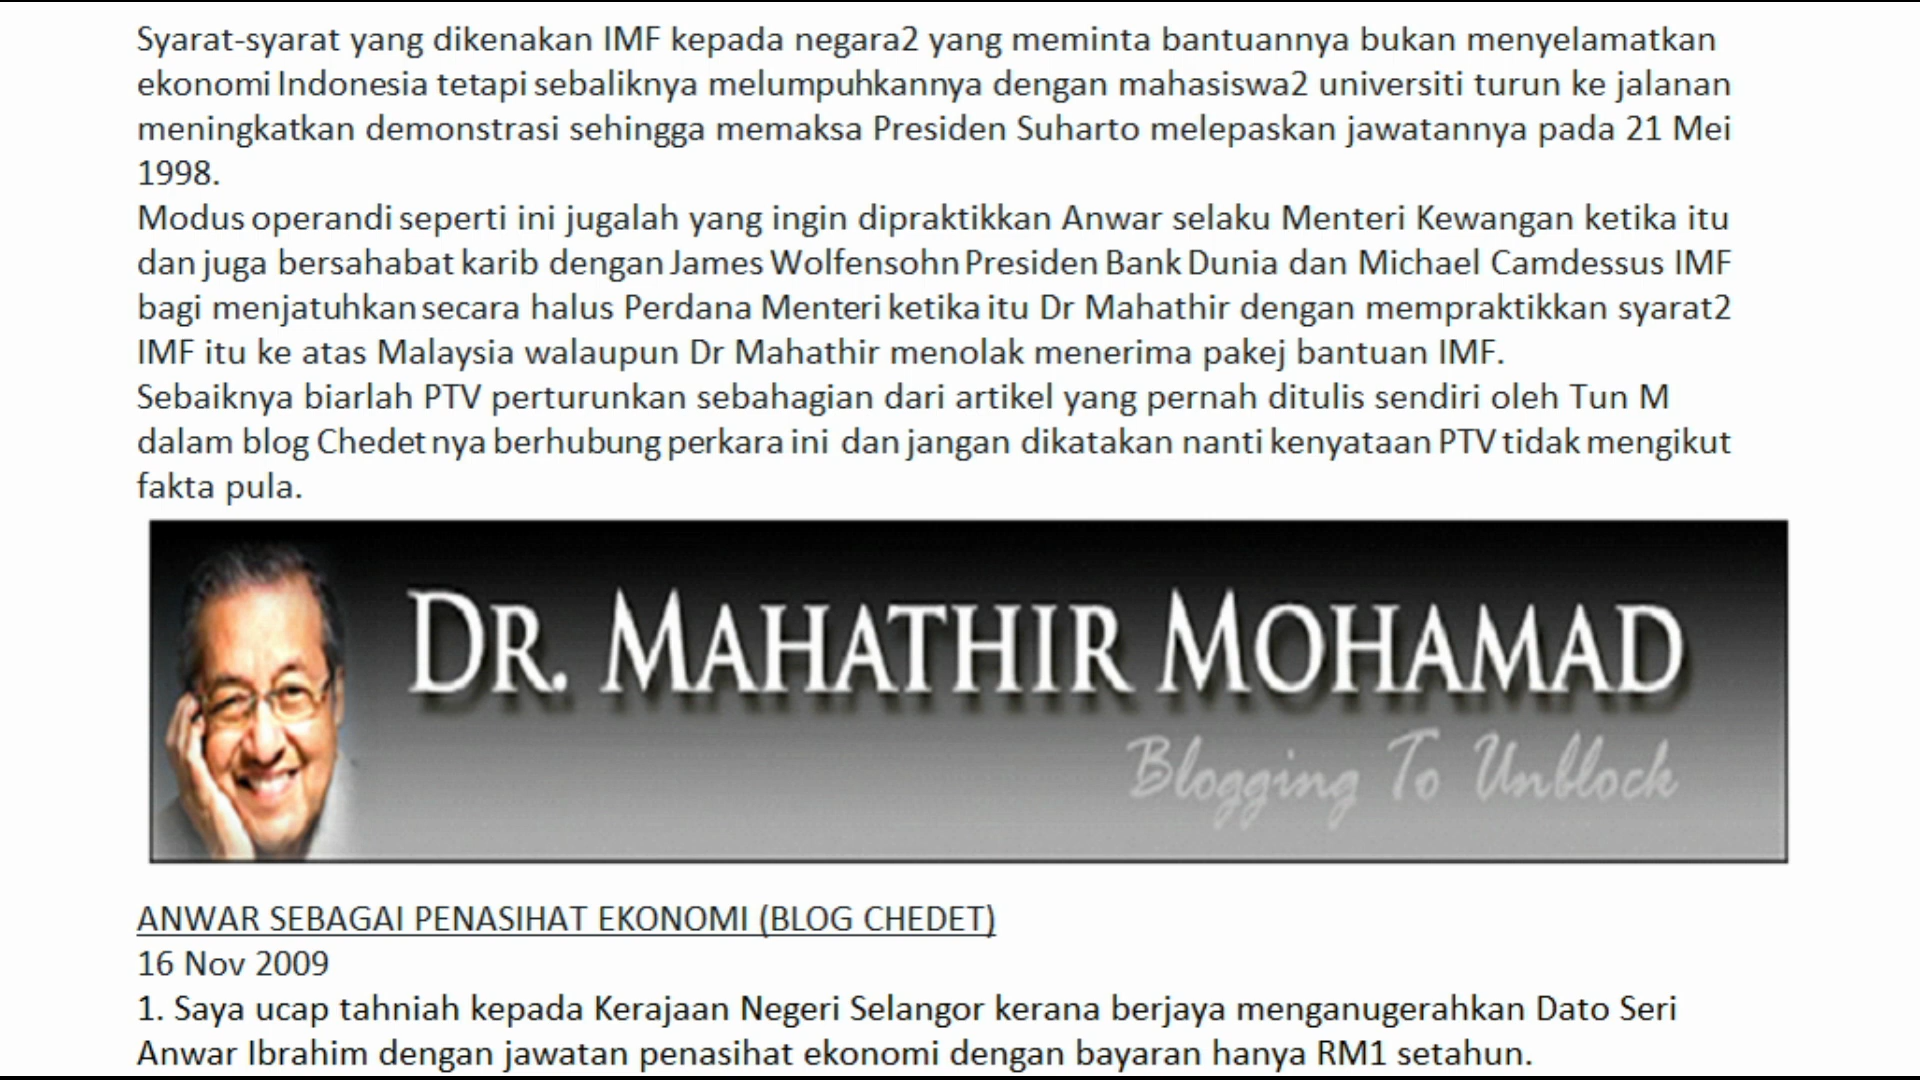 Syarat-syarat yang dikenakan IMF kepada negara2 yang meminta bantuannya bukan menyelamatkan
ekonomi Indonesia tetapi sebaliknya melumpuhkannya dengan mahasiswa2 universiti turun ke jalanan
meningkatkan demonstrasi sehingga memaksa Presiden Suharto melepaskan jawatannya pada 21 Mei
1998.
Modus operandi seperti ini jugalah yang ingin dipraktikkan Anwar selaku Menteri Kewangan ketika itu
dan juga bersahabat karib dengan James Wolfensohn Presiden Bank Dunia dan Michael Camdessus IMF
bagi menjatuhkan secara halus Perdana Menteri ketika itu Dr Mahathir dengan mempraktikkan syarat2
IMF itu ke atas Malaysia walaupun Dr Mahathir menolak menerima pakej bantuan IMF.
Sebaiknya biarlah PTV perturunkan sebahagian dari artikel yang pernah ditulis sendiri oleh Tun M
dalam blog Chedet nya berhubung perkara ini dan jangan dikatakan nanti kenyataan PTV tidak mengikut
fakta pula.
DR. MAHATHIR MOHAMAD
Blogging To Unblock
ANWAR SEBAGAI PENASIHAT EKONOMI (BLOG CHEDET)
16 Nov 2009
1. Saya ucap tahniah kepada Kerajaan Negeri Selangor kerana berjaya menganugerahkan Dato Seri
Anwar Ibrahim dengan jawatan penasihat ekonomi dengan bayaran hanya RM1 setahun.